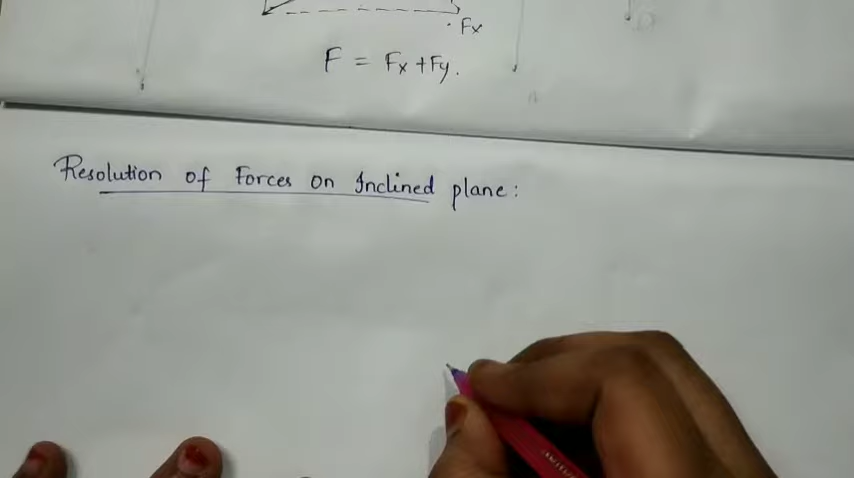 Fx
F = Fx + Fy.
Resolution of Forces on Inclined plane: